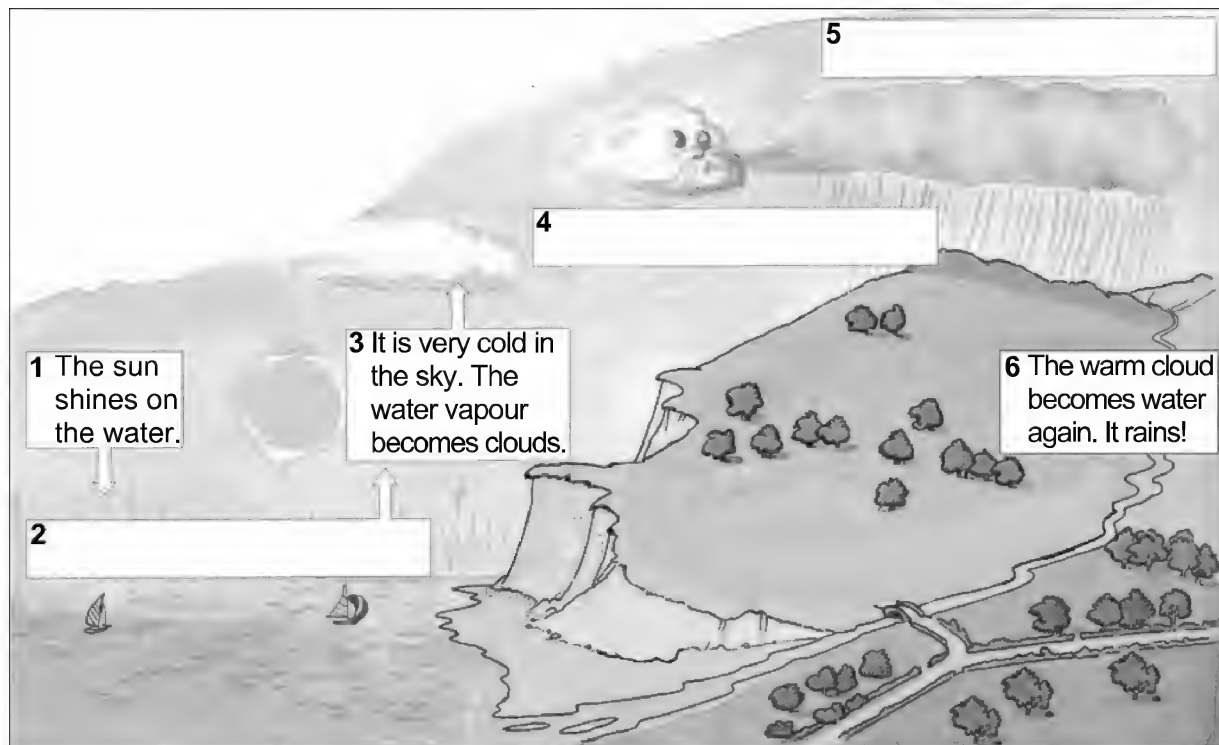 1 The sun
shines on
the water.
2
3 It is very cold in
the sky. The
water vapour
becomes clouds.
4
5
6 The warm cloud
becomes water
again. It rains!